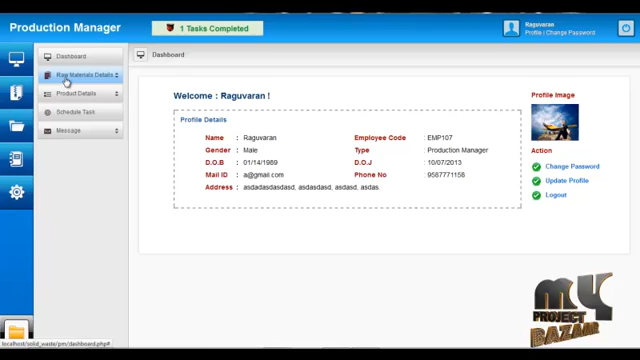 Production Manager
1 Tasks Completed
Raguvaran
Profile | Change Password
Dashboard
Dashboard
Raw Materials Details
Product Details
Schedule Task
Message
Welcome : Raguvaran !
Profile Image
Profile Details
Name : Raguvaran Employee Code : EMP107
Gender : Male Type : Production Manager
D.O.B : 01/14/1989 D.O.J : 10/07/2013
Mail ID : a@gmail.com Phone No : 9587771158
Address : asdadasdasdasd, asdasdasd, asdasd, asdas.
Action
Change Password
Update Profile
Logout
MY
PROJECT
BAZAAR
localhost/solid_waste/pm/dashboard.php#